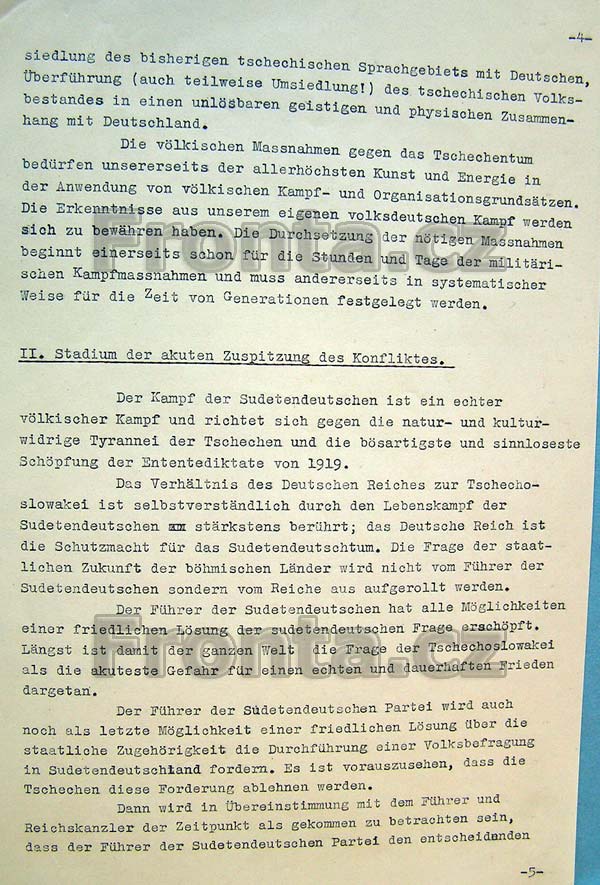 -4-
siedlung des bisherigen tschechischen Sprachgebiets mit Deutschen,
Überführung (auch teilweise Umsiedlung!) des tschechischen Volks-
bestandes in einen unlösbaren geistigen und physischen Zusammen-
hang mit Deutschland.
Die völkischen Massnahmen gegen das Tschechentum
bedürfen unsererseits der allerhöchsten Kunst und Energie in
der Anwendung von völkischen Kampf- und Organisationsgrundsätzen.
Die Erkenntnisse aus unserem eigenen volksdeutschen Kampf werden
sich zu bewähren haben. Die Durchsetzung der nötigen Massnahmen
Fronta.cz
beginnt einerseits schon für die Stunden und Tage der militäri-
schen Kampfmassnahmen und muss andererseits in systematischer
Weise für die Zeit von Generationen festgelegt werden.
II. Stadium der akuten Zuspitzung des Konfliktes.
Der Kampf der Sudetendeutschen ist ein echter
völkischer Kampf und richtet sich gegen die natur- und kultur-
widrige Tyrannei der Tschechen und die bösartigste und sinnloseste
Schöpfung der Ententediktate von 1919.
Das Verhältnis des Deutschen Reiches zur Tschecho-
slowakei ist selbstverständlich durch den Lebenskampf der
Sudetendeutschen stärkstens berührt; das Deutsche Reich ist
die Schutzmacht für das Sudetendeutschtum. Die Frage der staat-
lichen Zukunft der böhmischen Länder wird nicht vom Führer der
Sudetendeutschen sondern vom Reiche aus aufgerollt werden.
Der Führer der Sudetendeutschen hat alle Möglichkeiten
einer friedlichen Lösung der sudetendeutschen Frage erschöpft.
Längst ist damit der ganzen Welt die Frage der Tschechoslowakei
Fronta.cz
als die akuteste Gefahr für einen echten und dauerhaften Frieden
dargetan.
Der Führer der Sudetendeutschen Partei wird auch
noch als letzte Möglichkeit einer friedlichen Lösung über die
staatliche Zugehörigkeit die Durchführung einer Volksbefragung
in Sudetendeutschland fordern. Es ist vorauszusehen, dass die
Tschechen diese Forderung ablehnen werden.
Dann wird in Übereinstimmung mit dem Führer und
Reichskanzler der Zeitpunkt als gekommen zu betrachten sein,
dass der Führer der Sudetendeutschen Partei den entscheidenden
-5-